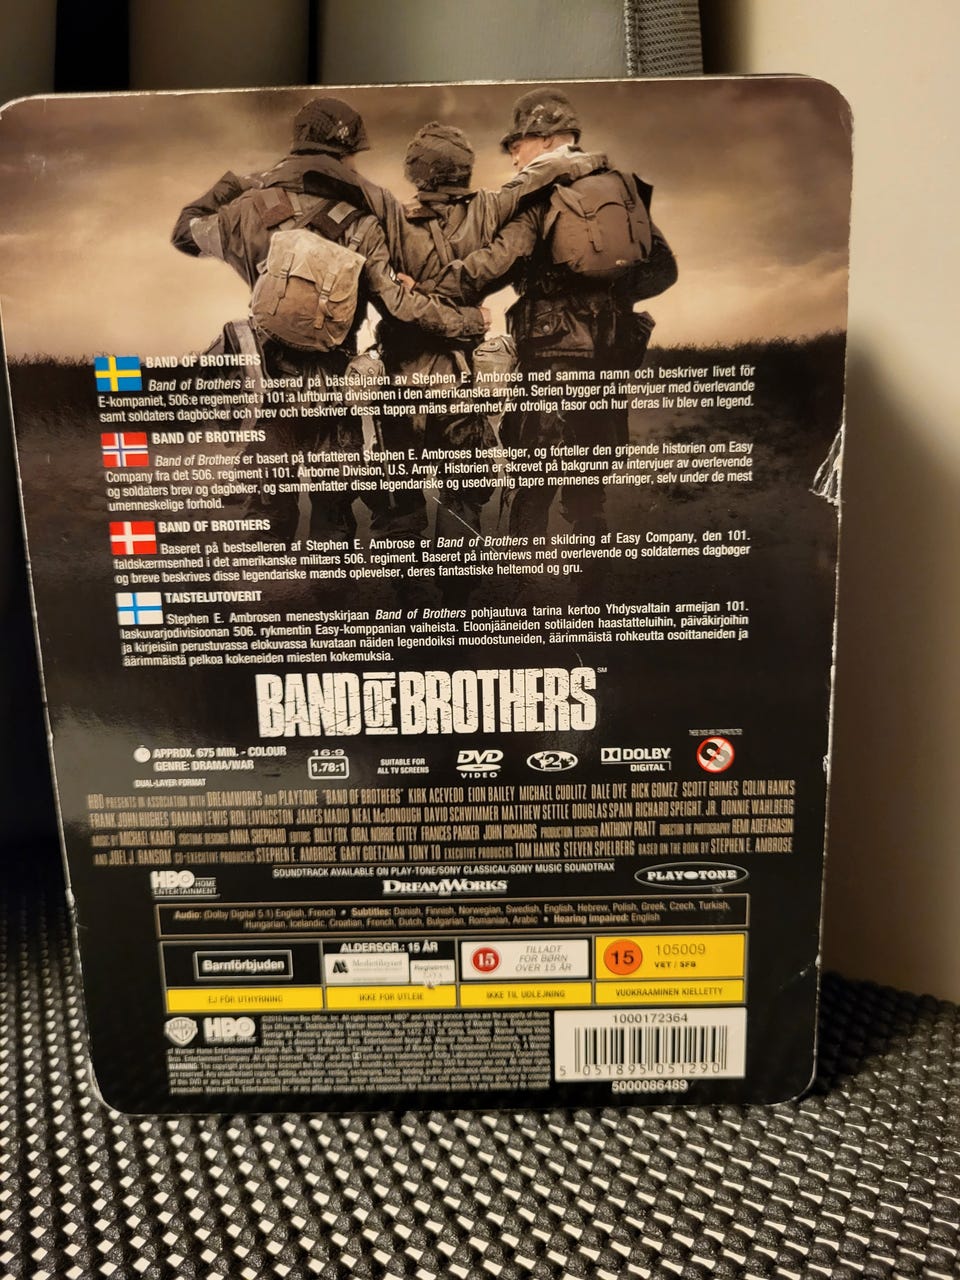 BAND OF BROTHERS
Band of Brothers är baserad på bästsäljaren av Stephen E. Ambrose med samma namn och beskriver livet för
E-kompaniet, 506:e regementet i 101:a luftburna divisionen i den amerikanska armén. Serien bygger på intervjuer med överlevande
samt soldaters dagböcker och brev och beskriver dessa tappra mäns erfarenhet av otroliga fasor och hur deras liv blev en legend.
BAND OF BROTHERS
Band of Brothers er basert på forfatteren Stephen E. Ambroses bestselger, og forteller den gripende historien om Easy
Company fra det 506. regiment i 101. Airborne Division, U.S. Army. Historien er skrevet på bakgrunn av intervjuer av overlevende
og soldaters brev og dagbøker, og sammenfatter disse legendariske og usedvanlig tapre mennenes erfaringer, selv under de mest
umenneskelige forhold.
BAND OF BROTHERS
Baseret på bestselleren af Stephen E. Ambrose er Band of Brothers en skildring af Easy Company, den 101.
faldskærmsenhed i det amerikanske militærs 506. regiment. Baseret på interviews med overlevende og soldaternes dagbøger
og breve beskrives disse legendariske mænds oplevelser, deres fantastiske heltemod og gru.
TAISTELUTOVERIT
Stephen E. Ambrosen menestyskirjaan Band of Brothers pohjautuva tarina kertoo Yhdysvaltain armeijan 101.
laskuvarjodivisioonan 506. rykmentin Easy-komppanian vaiheista. Eloonjääneiden sotilaiden haastatteluihin, päiväkirjoihin
ja kirjeisiin perustuvassa elokuvassa kuvataan näiden legendoiksi muodostuneiden, äärimmäistä rohkeutta osoittaneiden ja
äärimmäistä pelkoa kokeneiden miesten kokemuksia.
BAND OF BROTHERS SM
APPROX. 675 MIN. - COLOUR
GENRE: DRAMA/WAR
DUAL-LAYER FORMAT
16:9
1.78:1
SUITABLE FOR
ALL TV SCREENS
DVD
VIDEO
2
DOLBY
DIGITAL
THESE DISCS ARE COPY PROTECTED
HBO PRESENTS IN ASSOCIATION WITH DREAMWORKS AND PLAYTONE "BAND OF BROTHERS" KIRK ACEVEDO EION BAILEY MICHAEL CUDLITZ DALE DYE RICK GOMEZ SCOTT GRIMES COLIN HANKS
FRANK JOHN HUGHES DAMIAN LEWIS RON LIVINGSTON JAMES MADIO NEAL McDONOUGH DAVID SCHWIMMER MATTHEW SETTLE DOUGLAS SPAIN RICHARD SPEIGHT, JR. DONNIE WAHLBERG
MUSIC BY MICHAEL KAMEN COSTUME DESIGNER ANNA SHEPPARD EDITORS BILLY FOX ORAL NORRIE OTTEY FRANCES PARKER JOHN RICHARDS PRODUCTION DESIGNER ANTHONY PRATT DIRECTOR OF PHOTOGRAPHY REMI ADEFARASIN
AND JOEL J. RANSOM CO-EXECUTIVE PRODUCERS STEPHEN E. AMBROSE GARY GOETZMAN TONY TO EXECUTIVE PRODUCERS TOM HANKS STEVEN SPIELBERG BASED ON THE BOOK BY STEPHEN E. AMBROSE
SOUNDTRACK AVAILABLE ON PLAY-TONE/SONY CLASSICAL/SONY MUSIC SOUNDTRAX
HBO HOME
ENTERTAINMENT
DREAMWORKS
PLAY-TONE
Audio: (Dolby Digital 5.1) English, French • Subtitles: Danish, Finnish, Norwegian, Swedish, English, Hebrew, Polish, Greek, Czech, Turkish,
Hungarian, Icelandic, Croatian, French, Dutch, Bulgarian, Romanian, Arabic • Hearing Impaired: English
Barnförbjuden
ALDERSGR.: 15 ÅR
Medietilsynet
15
TILLADT
FOR BØRN
OVER 15 ÅR
15
105009
VET / SFB
EJ FÖR UTHYRNING
IKKE FOR UTLEIE
IKKE TIL UDLEJNING
VUOKRAAMINEN KIELLETTY
WB
HBO
1000172364
5 051895 051290
5000086489